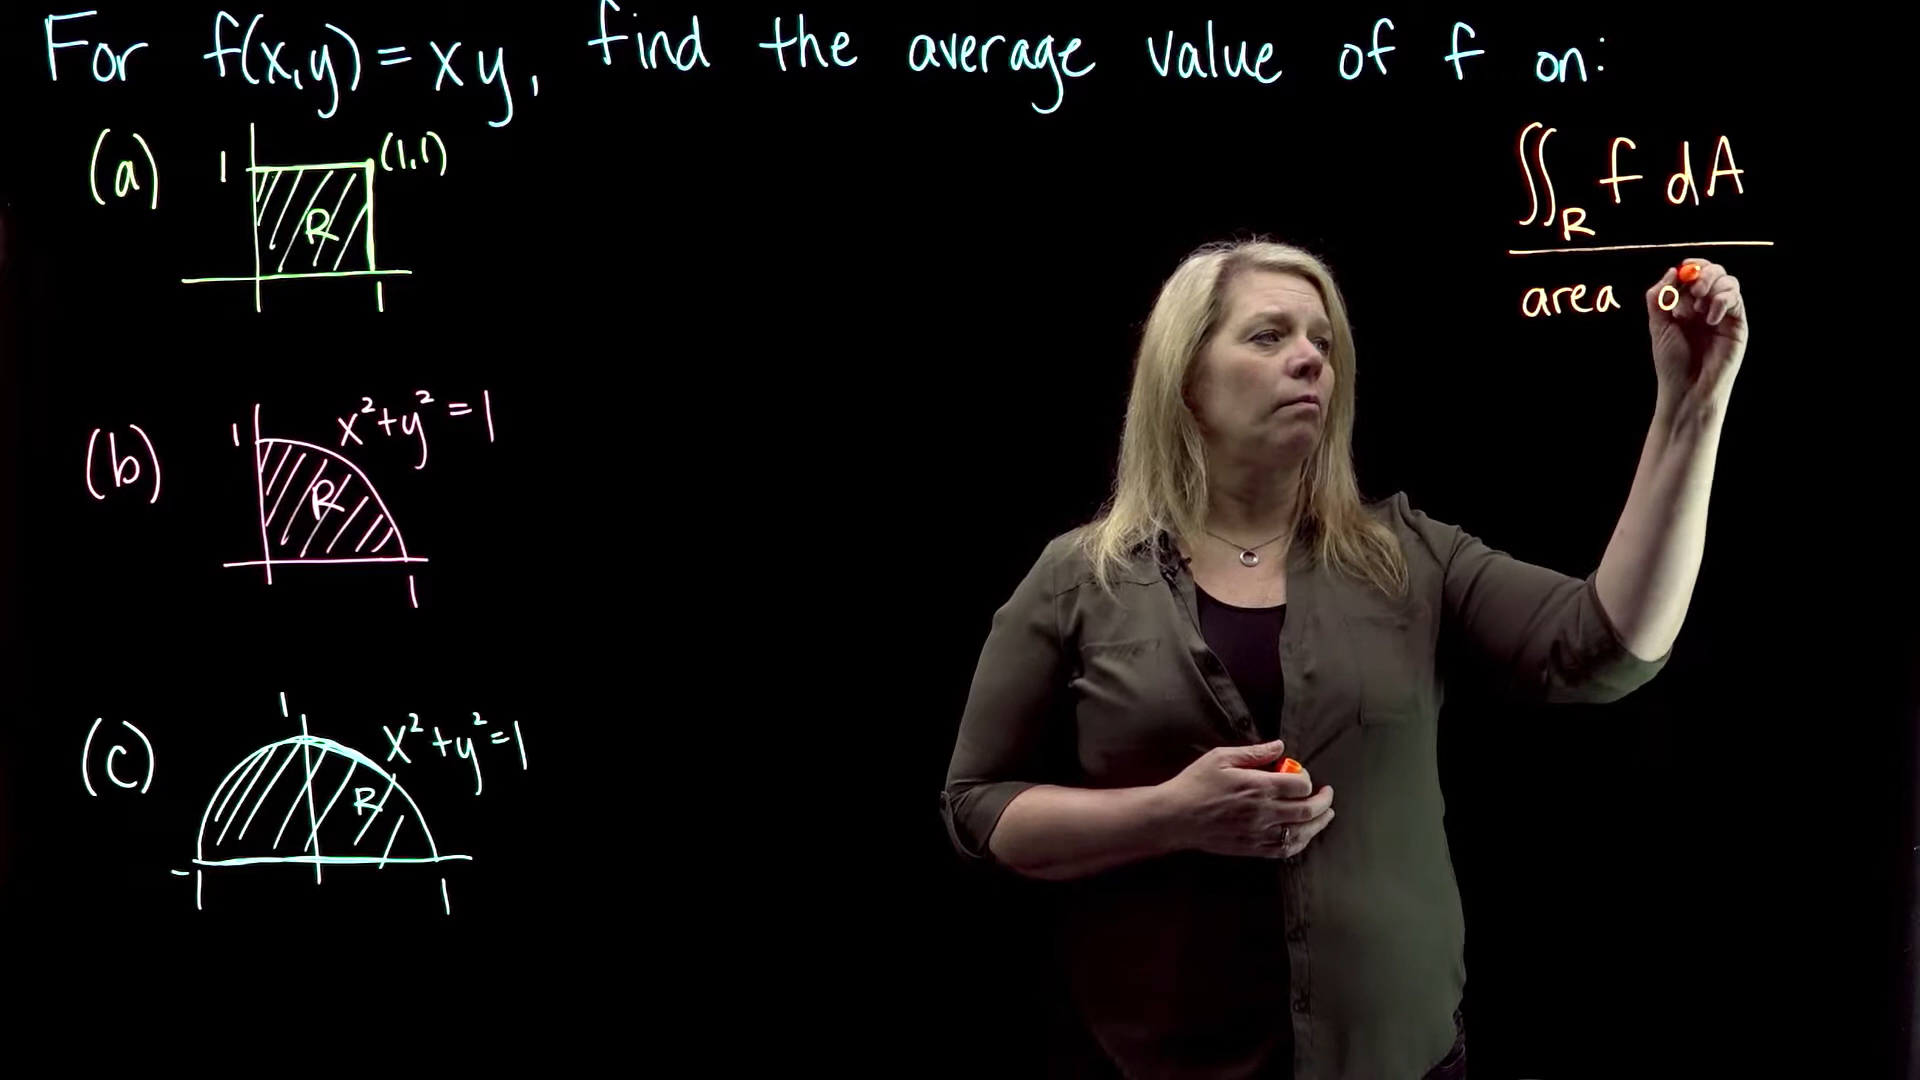 For f(x,y) = xy, find the average value of f on:
(a) 1 (1,1)
R
1
∬_R f dA
area o
(b) 1 x² + y² = 1
R
1
(c) 1 x² + y² = 1
R
-1 1